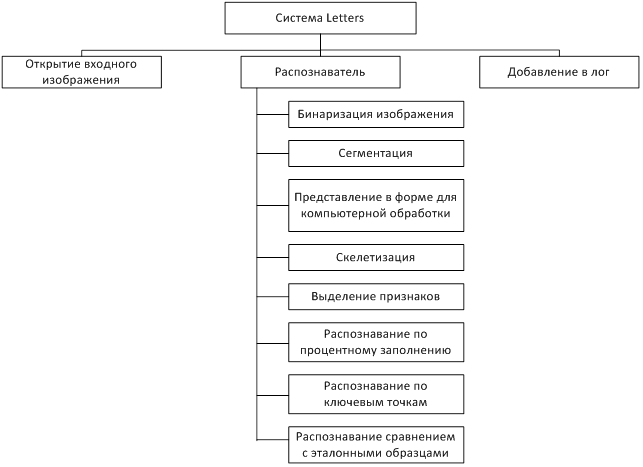 Система Letters
Открытие входного
изображения
Распознаватель
Добавление в лог
Бинаризация изображения
Сегментация
Представление в форме для
компьютерной обработки
Скелетизация
Выделение признаков
Распознавание по
процентному заполнению
Распознавание по
ключевым точкам
Распознавание сравнением
с эталонными образцами